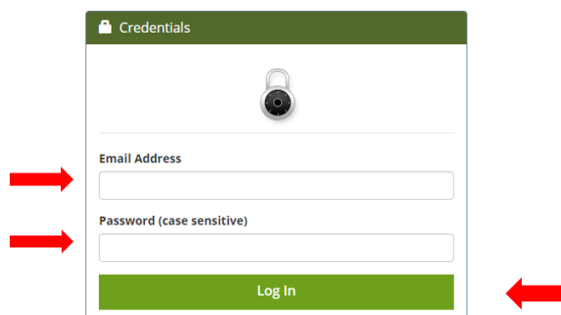 Credentials
Email Address
Password (case sensitive)
Log In